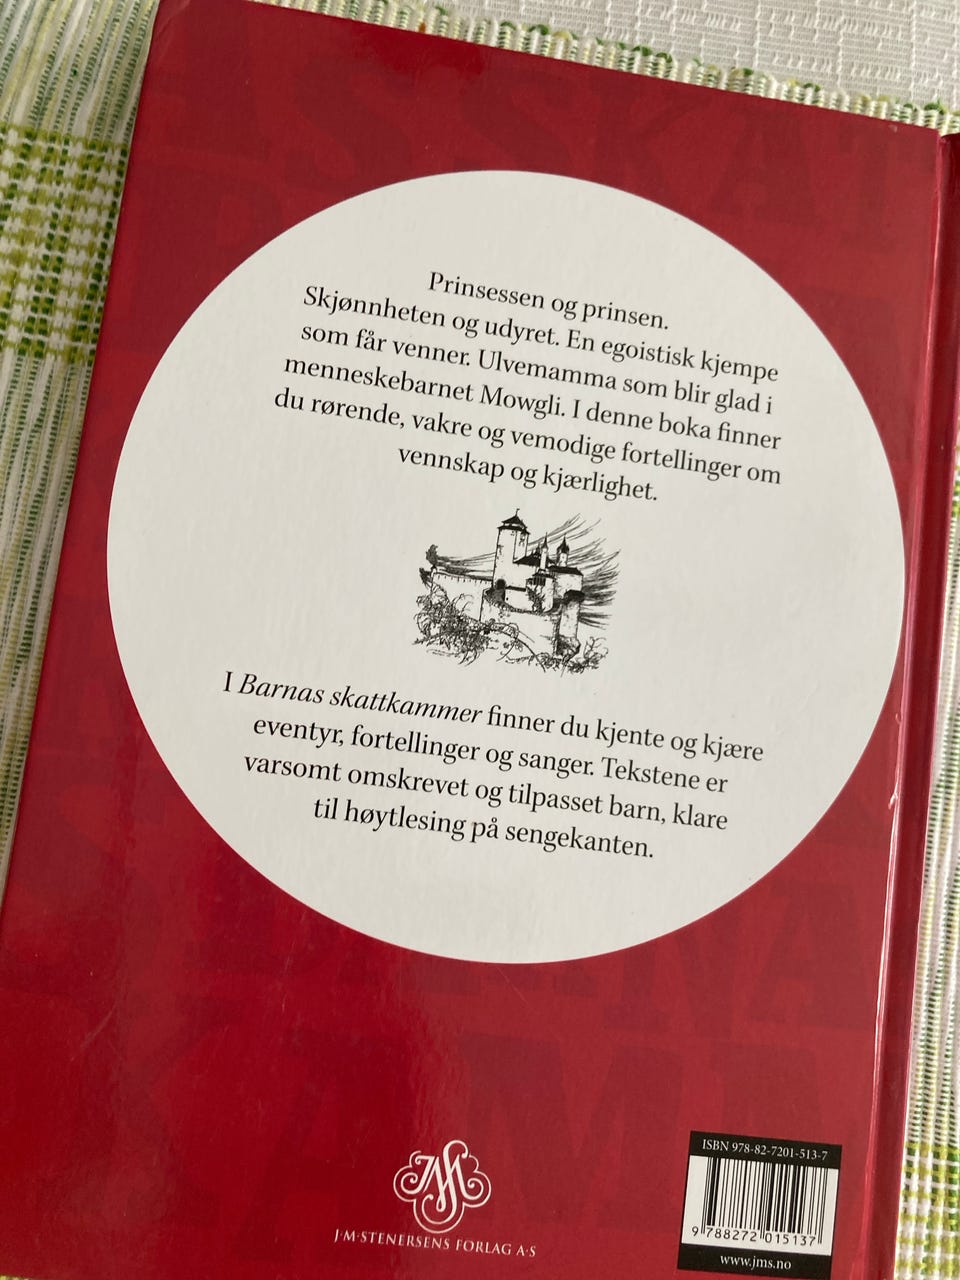 Prinsessen og prinsen.
Skjønnheten og udyret. En egoistisk kjempe
som får venner. Ulvemamma som blir glad i
menneskebarnet Mowgli. I denne boka finner
du rørende, vakre og vemodige fortellinger om
vennskap og kjærlighet.
I Barnas skattkammer finner du kjente og kjære
eventyr, fortellinger og sanger. Tekstene er
varsomt omskrevet og tilpasset barn, klare
til høytlesing på sengekanten.
J·M·STENERSENS FORLAG A·S
ISBN 978-82-7201-513-7
9 788272 015137
www.jms.no